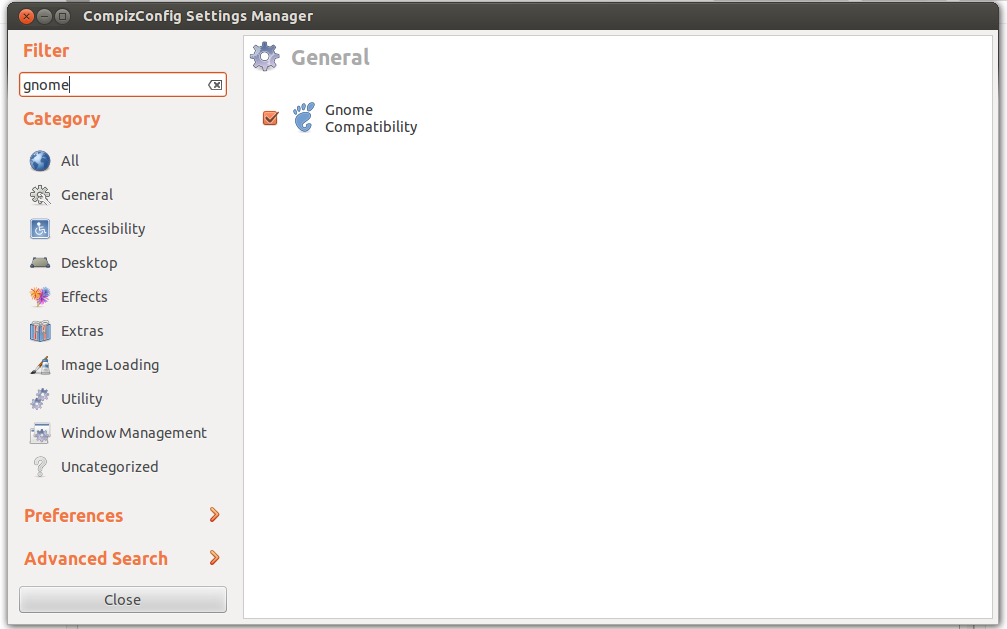 CompizConfig Settings Manager
Filter
gnome
Category
All
General
Accessibility
Desktop
Effects
Extras
Image Loading
Utility
Window Management
Uncategorized
Preferences
Advanced Search
Close
General
Gnome
Compatibility